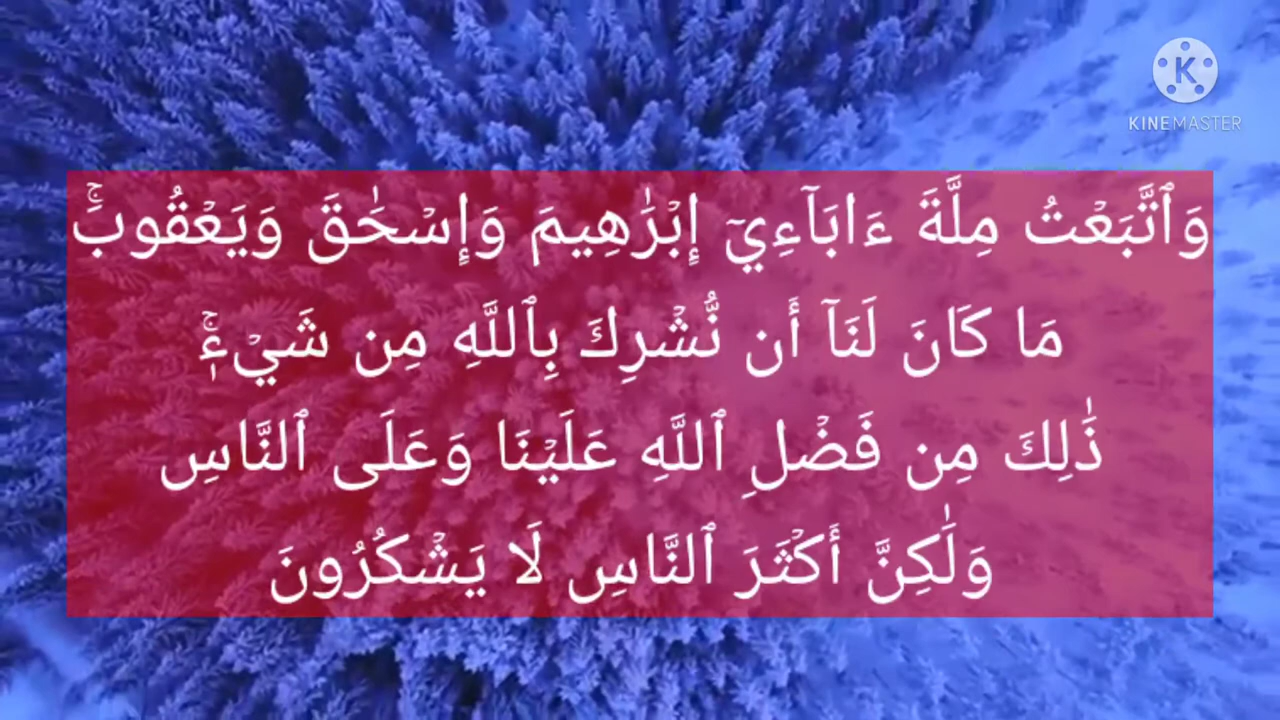 KINEMASTER
وَٱتَّبَعۡتُ مِلَّةَ ءَابَآءِيٓ إِبۡرَٰهِيمَ وَإِسۡحَٰقَ وَيَعۡقُوبَۚ
مَا كَانَ لَنَآ أَن نُّشۡرِكَ بِٱللَّهِ مِن شَيۡءٖۚ
ذَٰلِكَ مِن فَضۡلِ ٱللَّهِ عَلَيۡنَا وَعَلَى ٱلنَّاسِ
وَلَٰكِنَّ أَكۡثَرَ ٱلنَّاسِ لَا يَشۡكُرُونَ